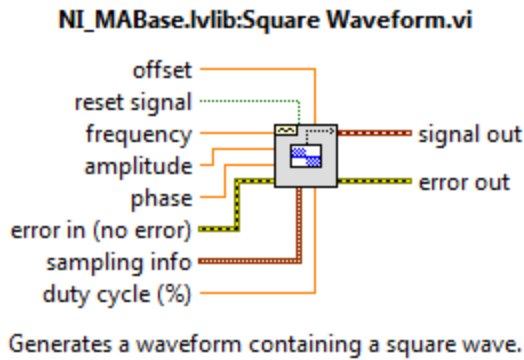 NI_MABase.lvlib:Square Waveform.vi
offset
reset signal
frequency
amplitude
phase
error in (no error)
sampling info
duty cycle (%)
signal out
error out
Generates a waveform containing a square wave.